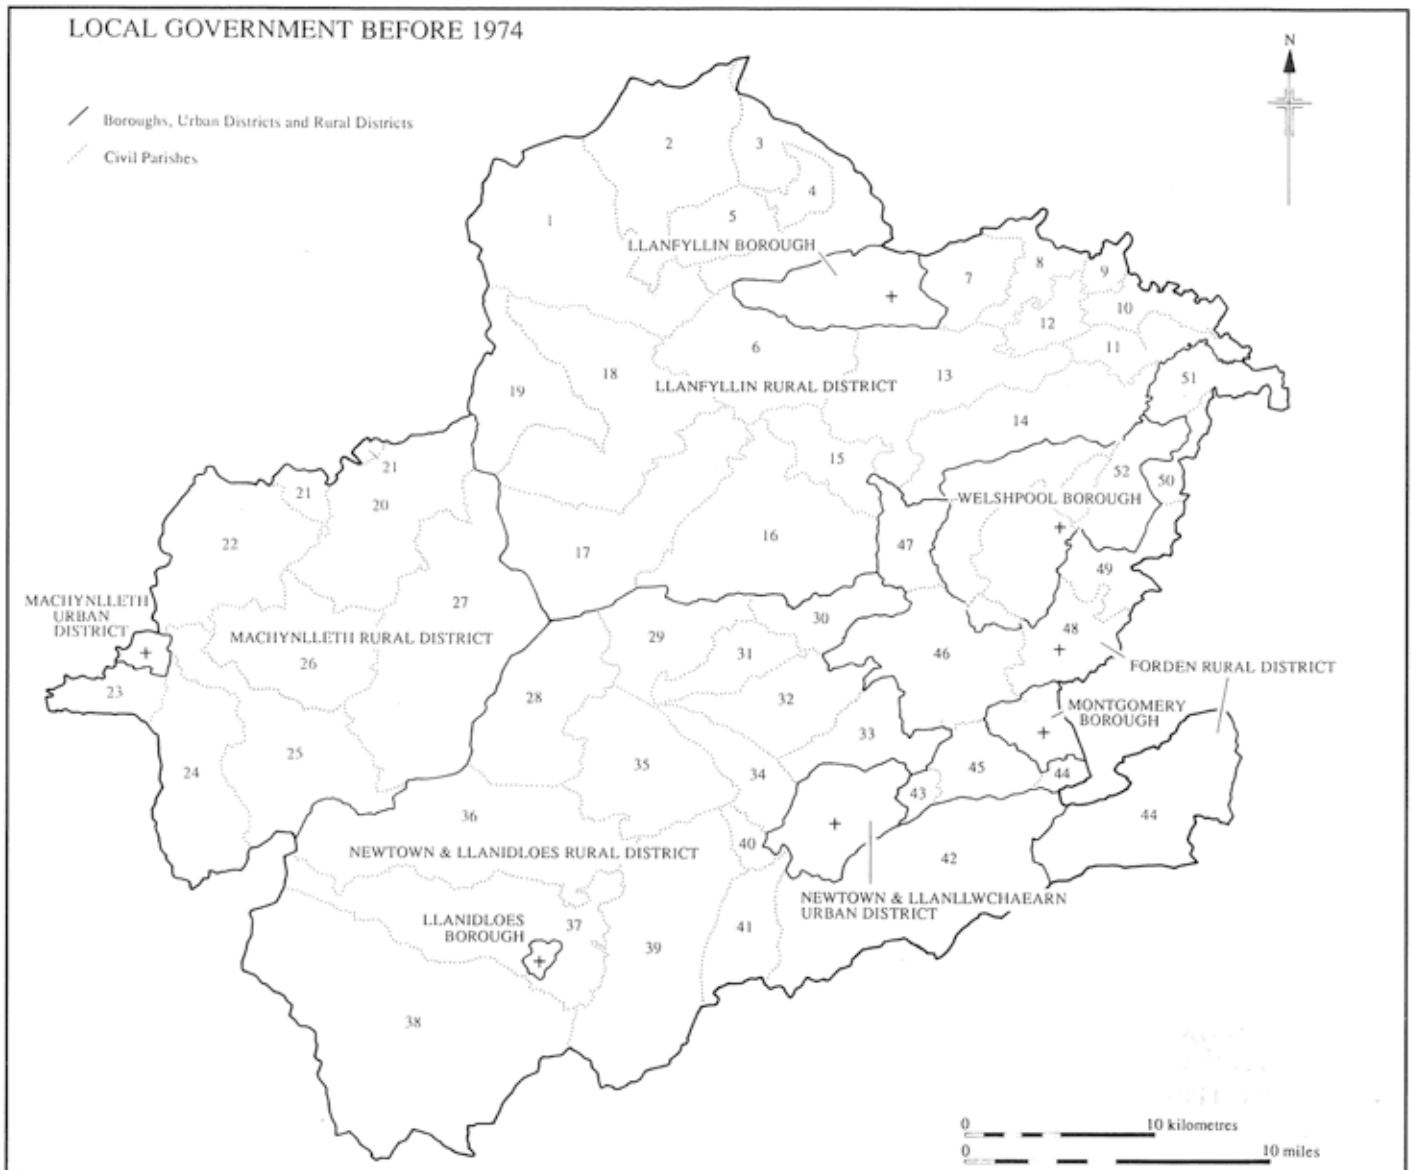 LOCAL GOVERNMENT BEFORE 1974
N
Boroughs, Urban Districts and Rural Districts
Civil Parishes
2
3
4
1
5
LLANFYLLIN BOROUGH
7
8
9
10
12
11
6
13
18
19
LLANFYLLIN RURAL DISTRICT
51
14
15
21
21
20
52
50
WELSHPOOL BOROUGH
22
17
16
47
49
MACHYNLLETH
URBAN
DISTRICT
27
MACHYNLLETH RURAL DISTRICT
26
29
30
31
46
48
FORDEN RURAL DISTRICT
23
28
32
MONTGOMERY
BOROUGH
33
25
24
35
34
45
44
43
44
36
40
NEWTOWN & LLANIDLOES RURAL DISTRICT
42
NEWTOWN & LLANLLWCHAEARN
URBAN DISTRICT
LLANIDLOES
BOROUGH
37
39
41
38
0 10 kilometres
0 10 miles